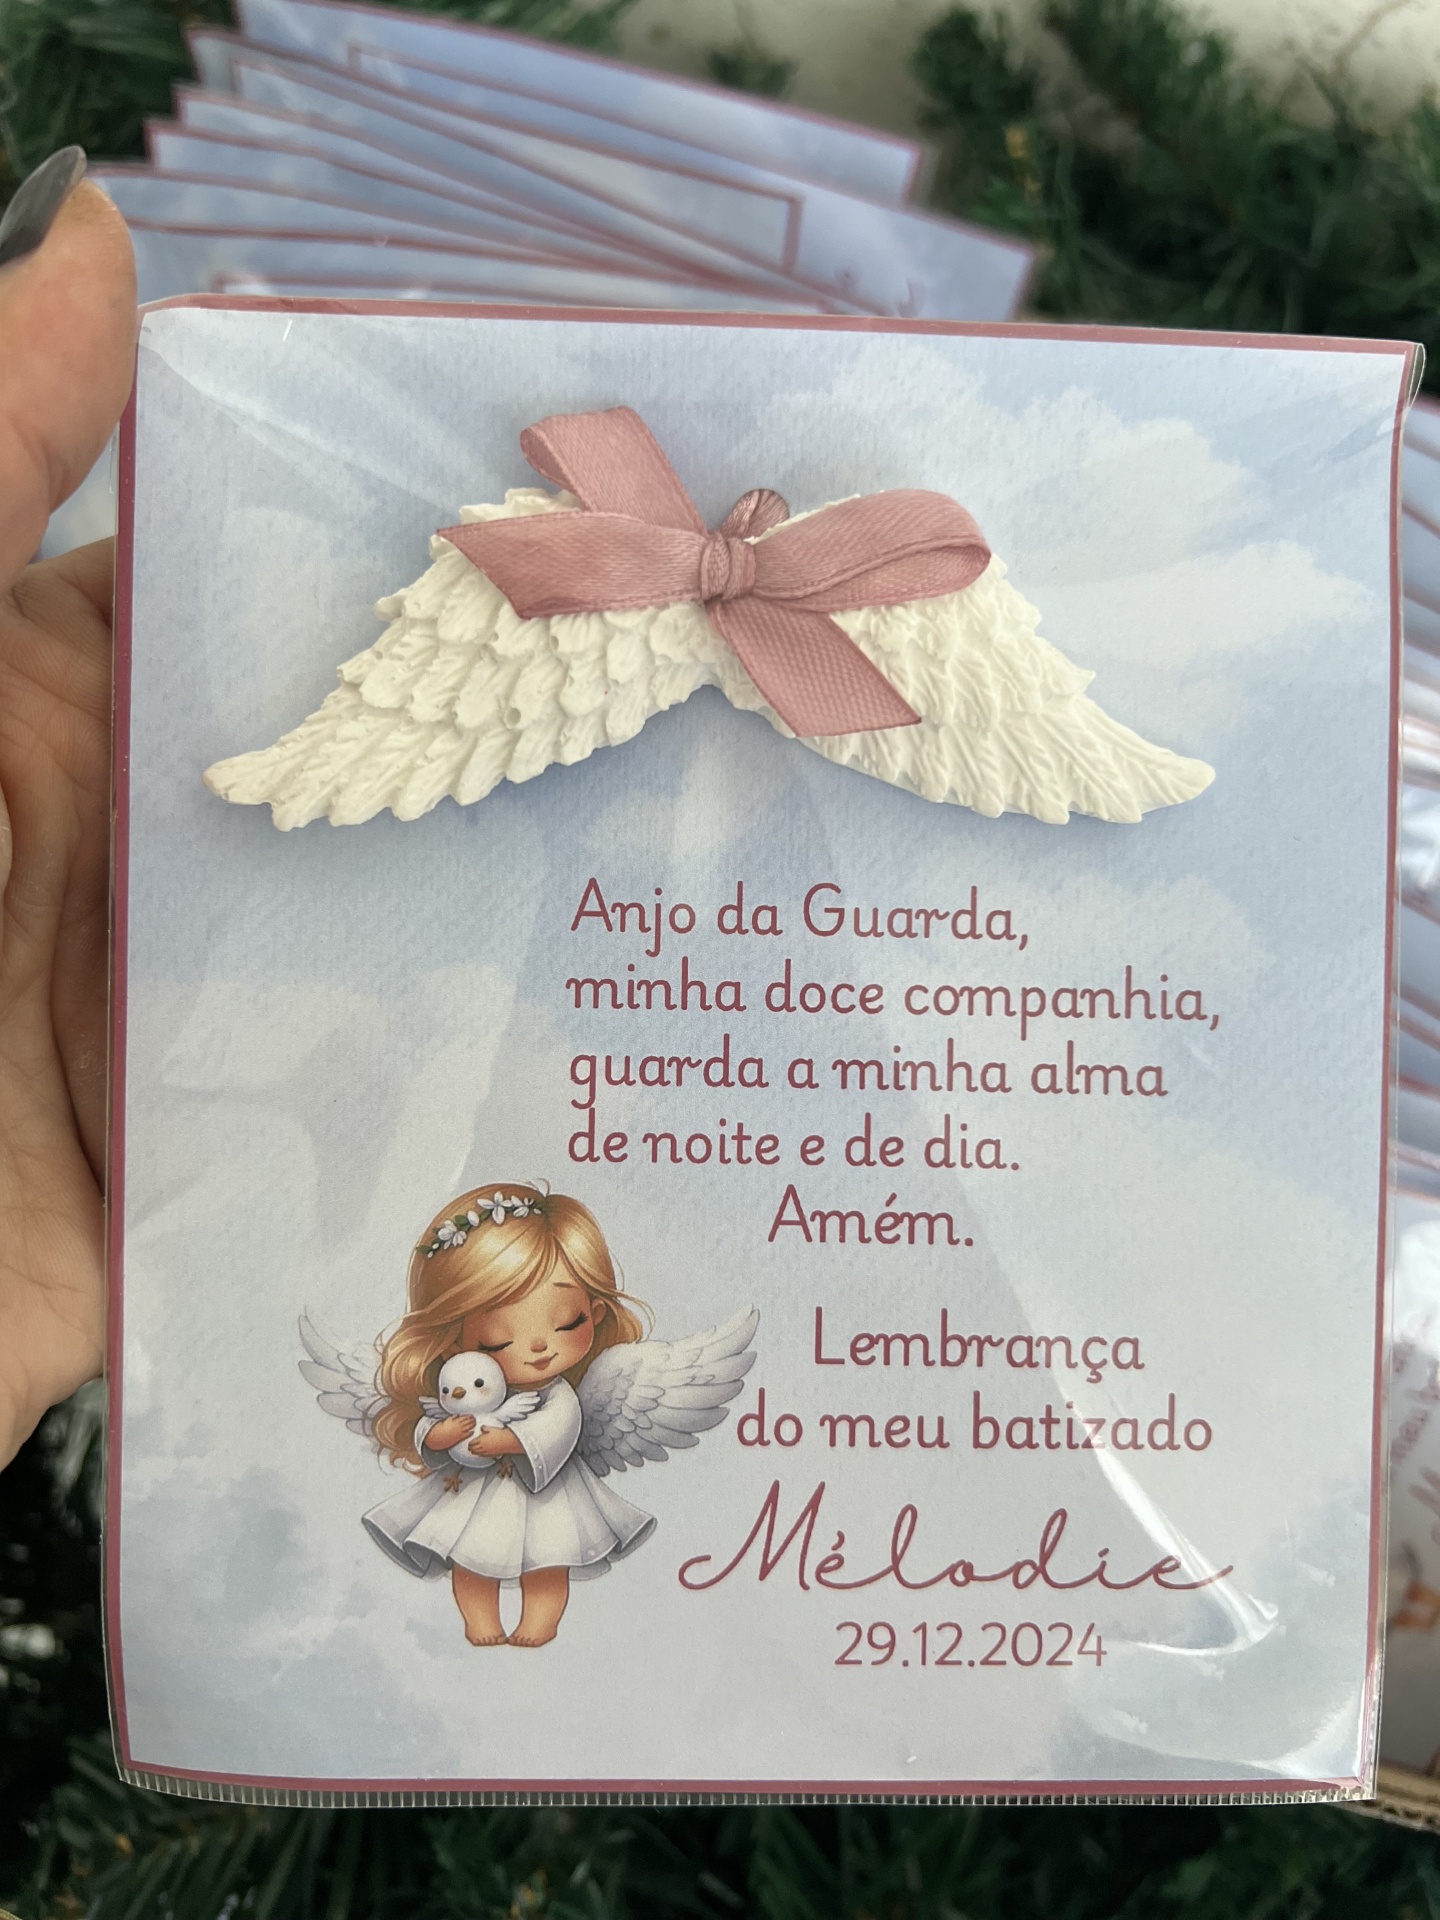 Anjo da Guarda,
minha doce companhia,
guarda a minha alma
de noite e de dia.
Amém.
Lembrança
do meu batizado
Mélodie
29.12.2024